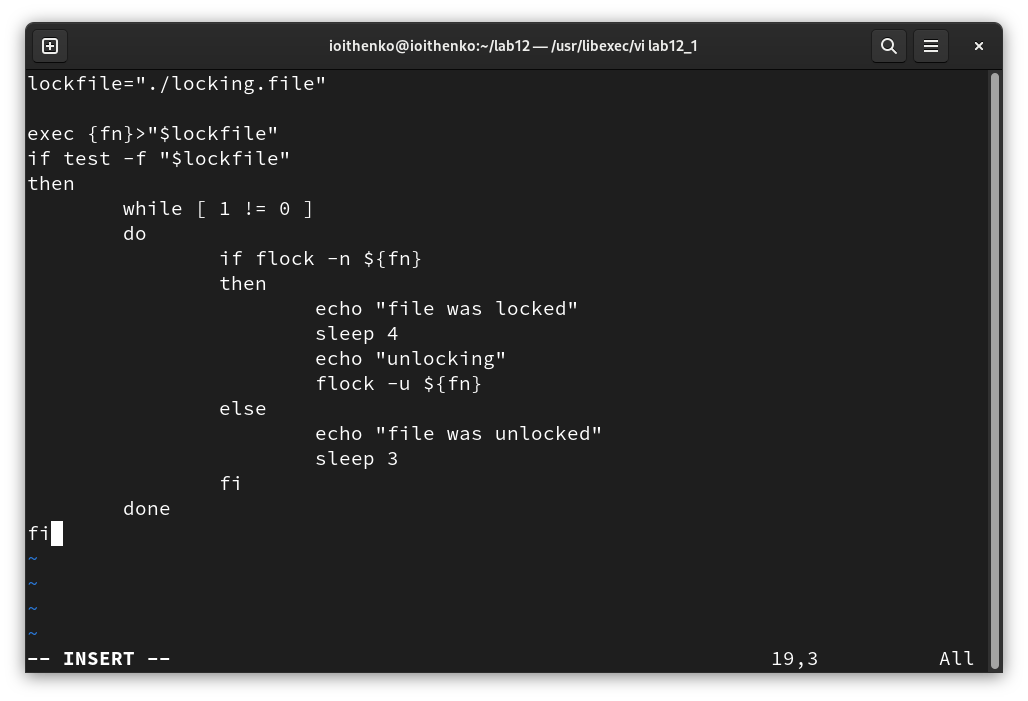 ioithenko@ioithenko:~/lab12 — /usr/libexec/vi lab12_1
lockfile="./locking.file"

exec {fn}>"$lockfile"
if test -f "$lockfile"
then
        while [ 1 != 0 ]
        do
                if flock -n ${fn}
                then
                        echo "file was locked"
                        sleep 4
                        echo "unlocking"
                        flock -u ${fn}
                else
                        echo "file was unlocked"
                        sleep 3
                fi
        done
fi
~
~
~
~
-- INSERT -- 19,3 All